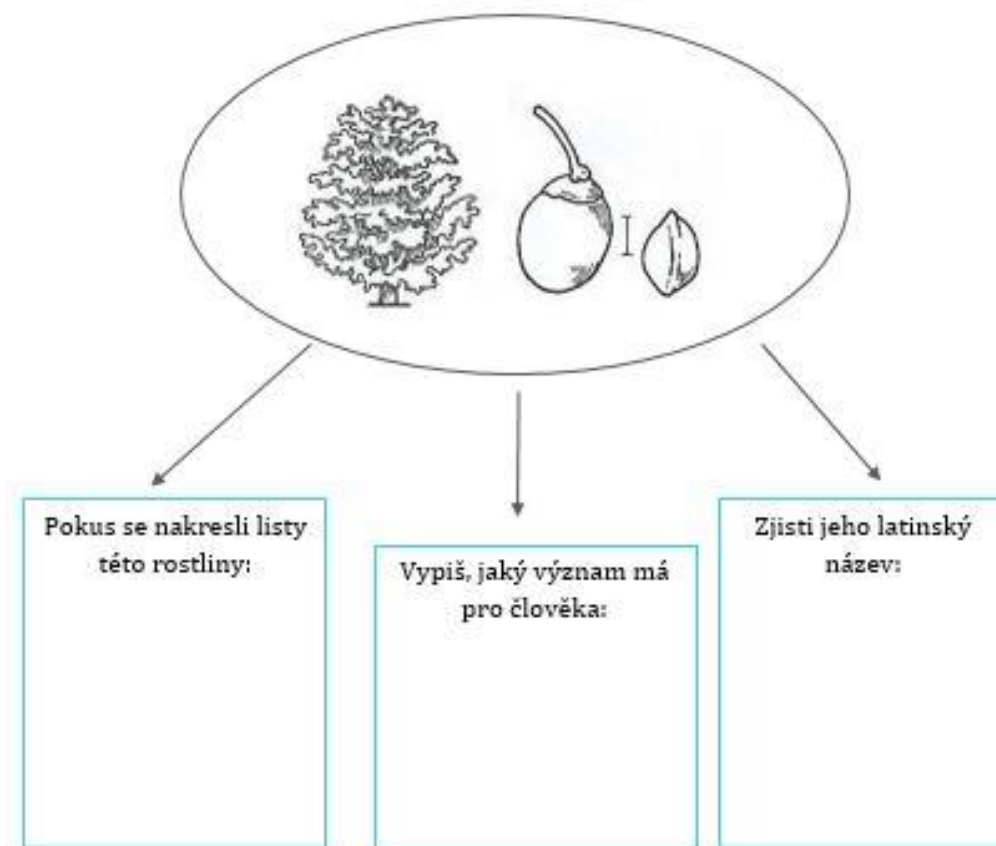 Pokus se nakresli listy
této rostliny:
Vypiš, jaký význam má
pro člověka:
Zjisti jeho latinský
název: